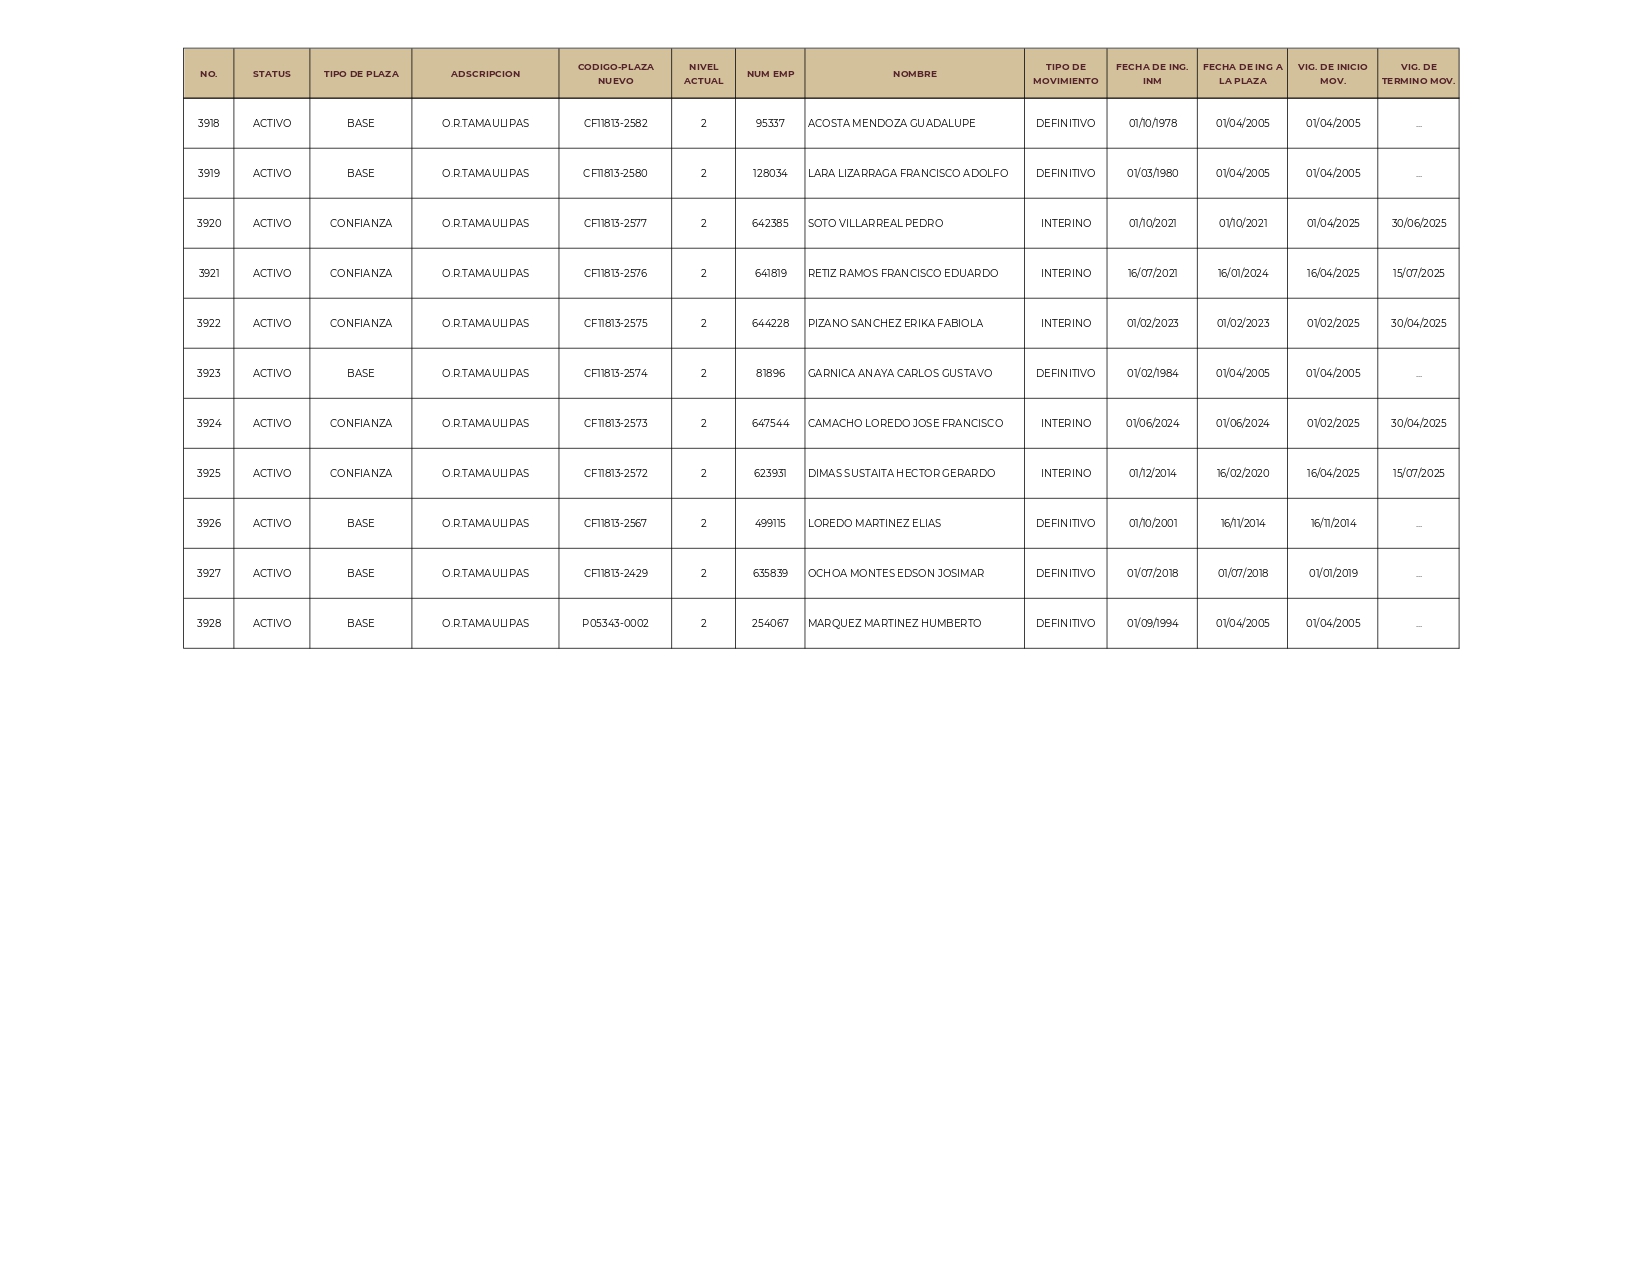 NO. STATUS TIPO DE PLAZA ADSCRIPCION CODIGO-PLAZA NUEVO NIVEL ACTUAL NUM EMP NOMBRE TIPO DE MOVIMIENTO FECHA DE ING. INM FECHA DE ING A LA PLAZA VIG. DE INICIO MOV. VIG. DE TERMINO MOV.
3918 ACTIVO BASE O.R.TAMAULIPAS CF11813-2582 2 95337 ACOSTA MENDOZA GUADALUPE DEFINITIVO 01/10/1978 01/04/2005 01/04/2005 ...
3919 ACTIVO BASE O.R.TAMAULIPAS CF11813-2580 2 128034 LARA LIZARRAGA FRANCISCO ADOLFO DEFINITIVO 01/03/1980 01/04/2005 01/04/2005 ...
3920 ACTIVO CONFIANZA O.R.TAMAULIPAS CF11813-2577 2 642385 SOTO VILLARREAL PEDRO INTERINO 01/10/2021 01/10/2021 01/04/2025 30/06/2025
3921 ACTIVO CONFIANZA O.R.TAMAULIPAS CF11813-2576 2 641819 RETIZ RAMOS FRANCISCO EDUARDO INTERINO 16/07/2021 16/01/2024 16/04/2025 15/07/2025
3922 ACTIVO CONFIANZA O.R.TAMAULIPAS CF11813-2575 2 644228 PIZANO SANCHEZ ERIKA FABIOLA INTERINO 01/02/2023 01/02/2023 01/02/2025 30/04/2025
3923 ACTIVO BASE O.R.TAMAULIPAS CF11813-2574 2 81896 GARNICA ANAYA CARLOS GUSTAVO DEFINITIVO 01/02/1984 01/04/2005 01/04/2005 ...
3924 ACTIVO CONFIANZA O.R.TAMAULIPAS CF11813-2573 2 647544 CAMACHO LOREDO JOSE FRANCISCO INTERINO 01/06/2024 01/06/2024 01/02/2025 30/04/2025
3925 ACTIVO CONFIANZA O.R.TAMAULIPAS CF11813-2572 2 623931 DIMAS SUSTAITA HECTOR GERARDO INTERINO 01/12/2014 16/02/2020 16/04/2025 15/07/2025
3926 ACTIVO BASE O.R.TAMAULIPAS CF11813-2567 2 499115 LOREDO MARTINEZ ELIAS DEFINITIVO 01/10/2001 16/11/2014 16/11/2014 ...
3927 ACTIVO BASE O.R.TAMAULIPAS CF11813-2429 2 635839 OCHOA MONTES EDSON JOSIMAR DEFINITIVO 01/07/2018 01/07/2018 01/01/2019 ...
3928 ACTIVO BASE O.R.TAMAULIPAS P05343-0002 2 254067 MARQUEZ MARTINEZ HUMBERTO DEFINITIVO 01/09/1994 01/04/2005 01/04/2005 ...